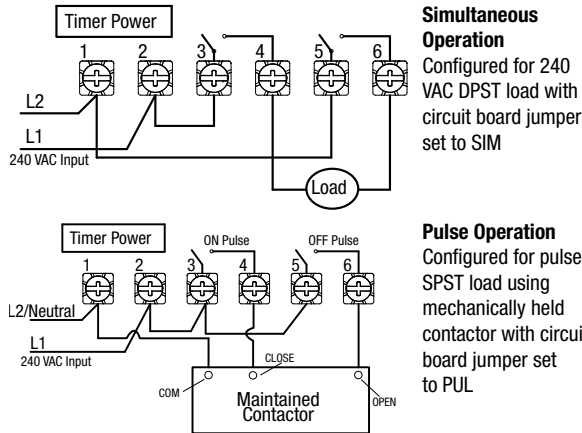 Timer Power
1 2 3 4 5 6
L2
L1
240 VAC Input
Load
Simultaneous
Operation
Configured for 240
VAC DPST load with
circuit board jumper
set to SIM
Timer Power
ON Pulse
OFF Pulse
1 2 3 4 5 6
L2/Neutral
L1
240 VAC Input
COM
CLOSE
OPEN
Maintained
Contactor
Pulse Operation
Configured for pulse
SPST load using
mechanically held
contactor with circui
board jumper set
to PUL